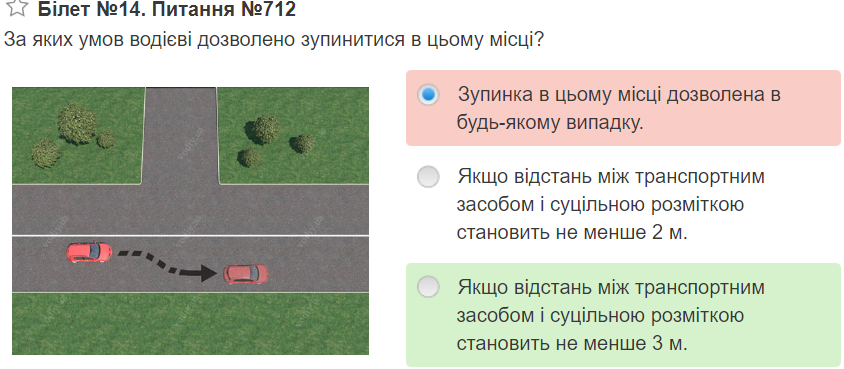 Білет №14. Питання №712
За яких умов водієві дозволено зупинитися в цьому місці?
Зупинка в цьому місці дозволена в
будь-якому випадку.
Якщо відстань між транспортним
засобом і суцільною розміткою
становить не менше 2 м.
Якщо відстань між транспортним
засобом і суцільною розміткою
становить не менше 3 м.